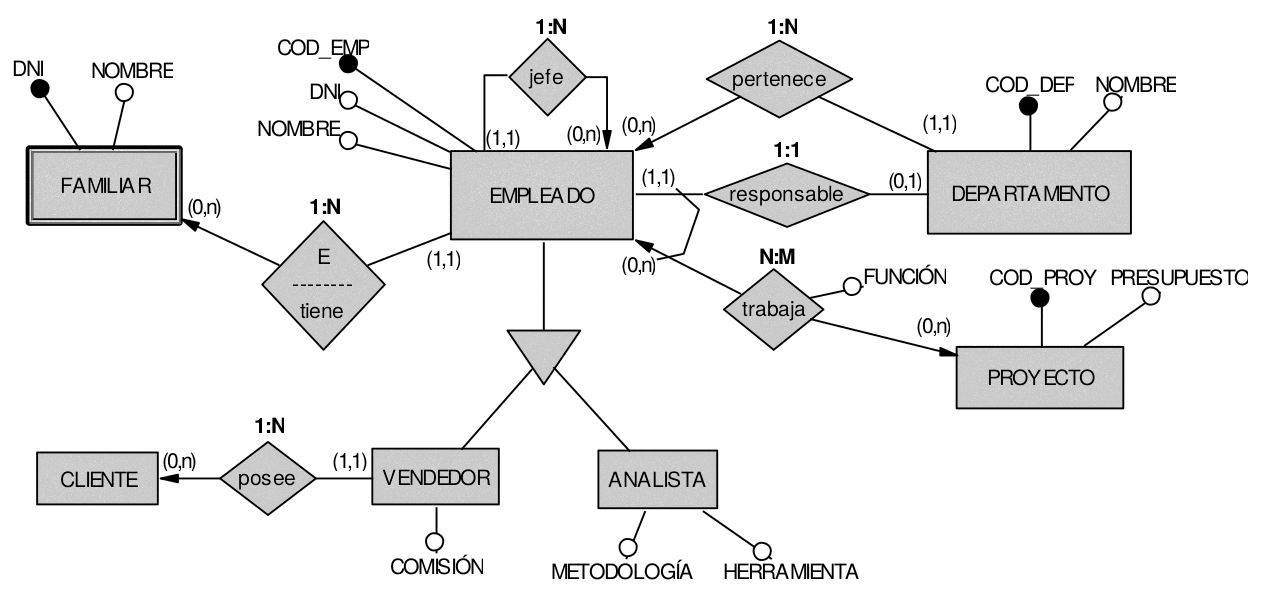 1:N
1:N
COD_EMP
DNI
NOMBRE
jefe
pertenece
DNI
COD_DEP
NOMBRE
NOMBRE
(1,1)
(0,n)
(0,n)
(1,1)
1:1
FAMILIAR
EMPLEADO
(1,1)
responsable
(0,1)
DEPARTAMENTO
(0,n)
1:N
(1,1)
(0,n)
N:M
E
--------
tiene
FUNCIÓN
COD_PROY
PRESUPUESTO
trabaja
(0,n)
PROYECTO
1:N
CLIENTE
(0,n)
posee
(1,1)
VENDEDOR
ANALISTA
COMISIÓN
METODOLOGÍA
HERRAMIENTA